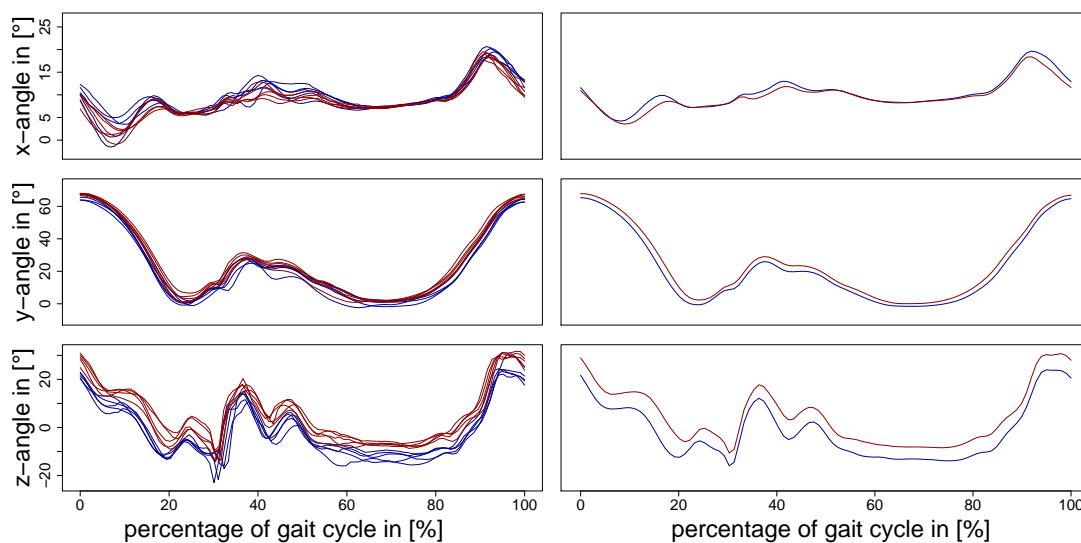 x−angle in [°]
0 5 15 25
y−angle in [°]
0 20 40 60
z−angle in [°]
−20 0 20
0 20 40 60 80 100
0 20 40 60 80 100
percentage of gait cycle in [%]
percentage of gait cycle in [%]